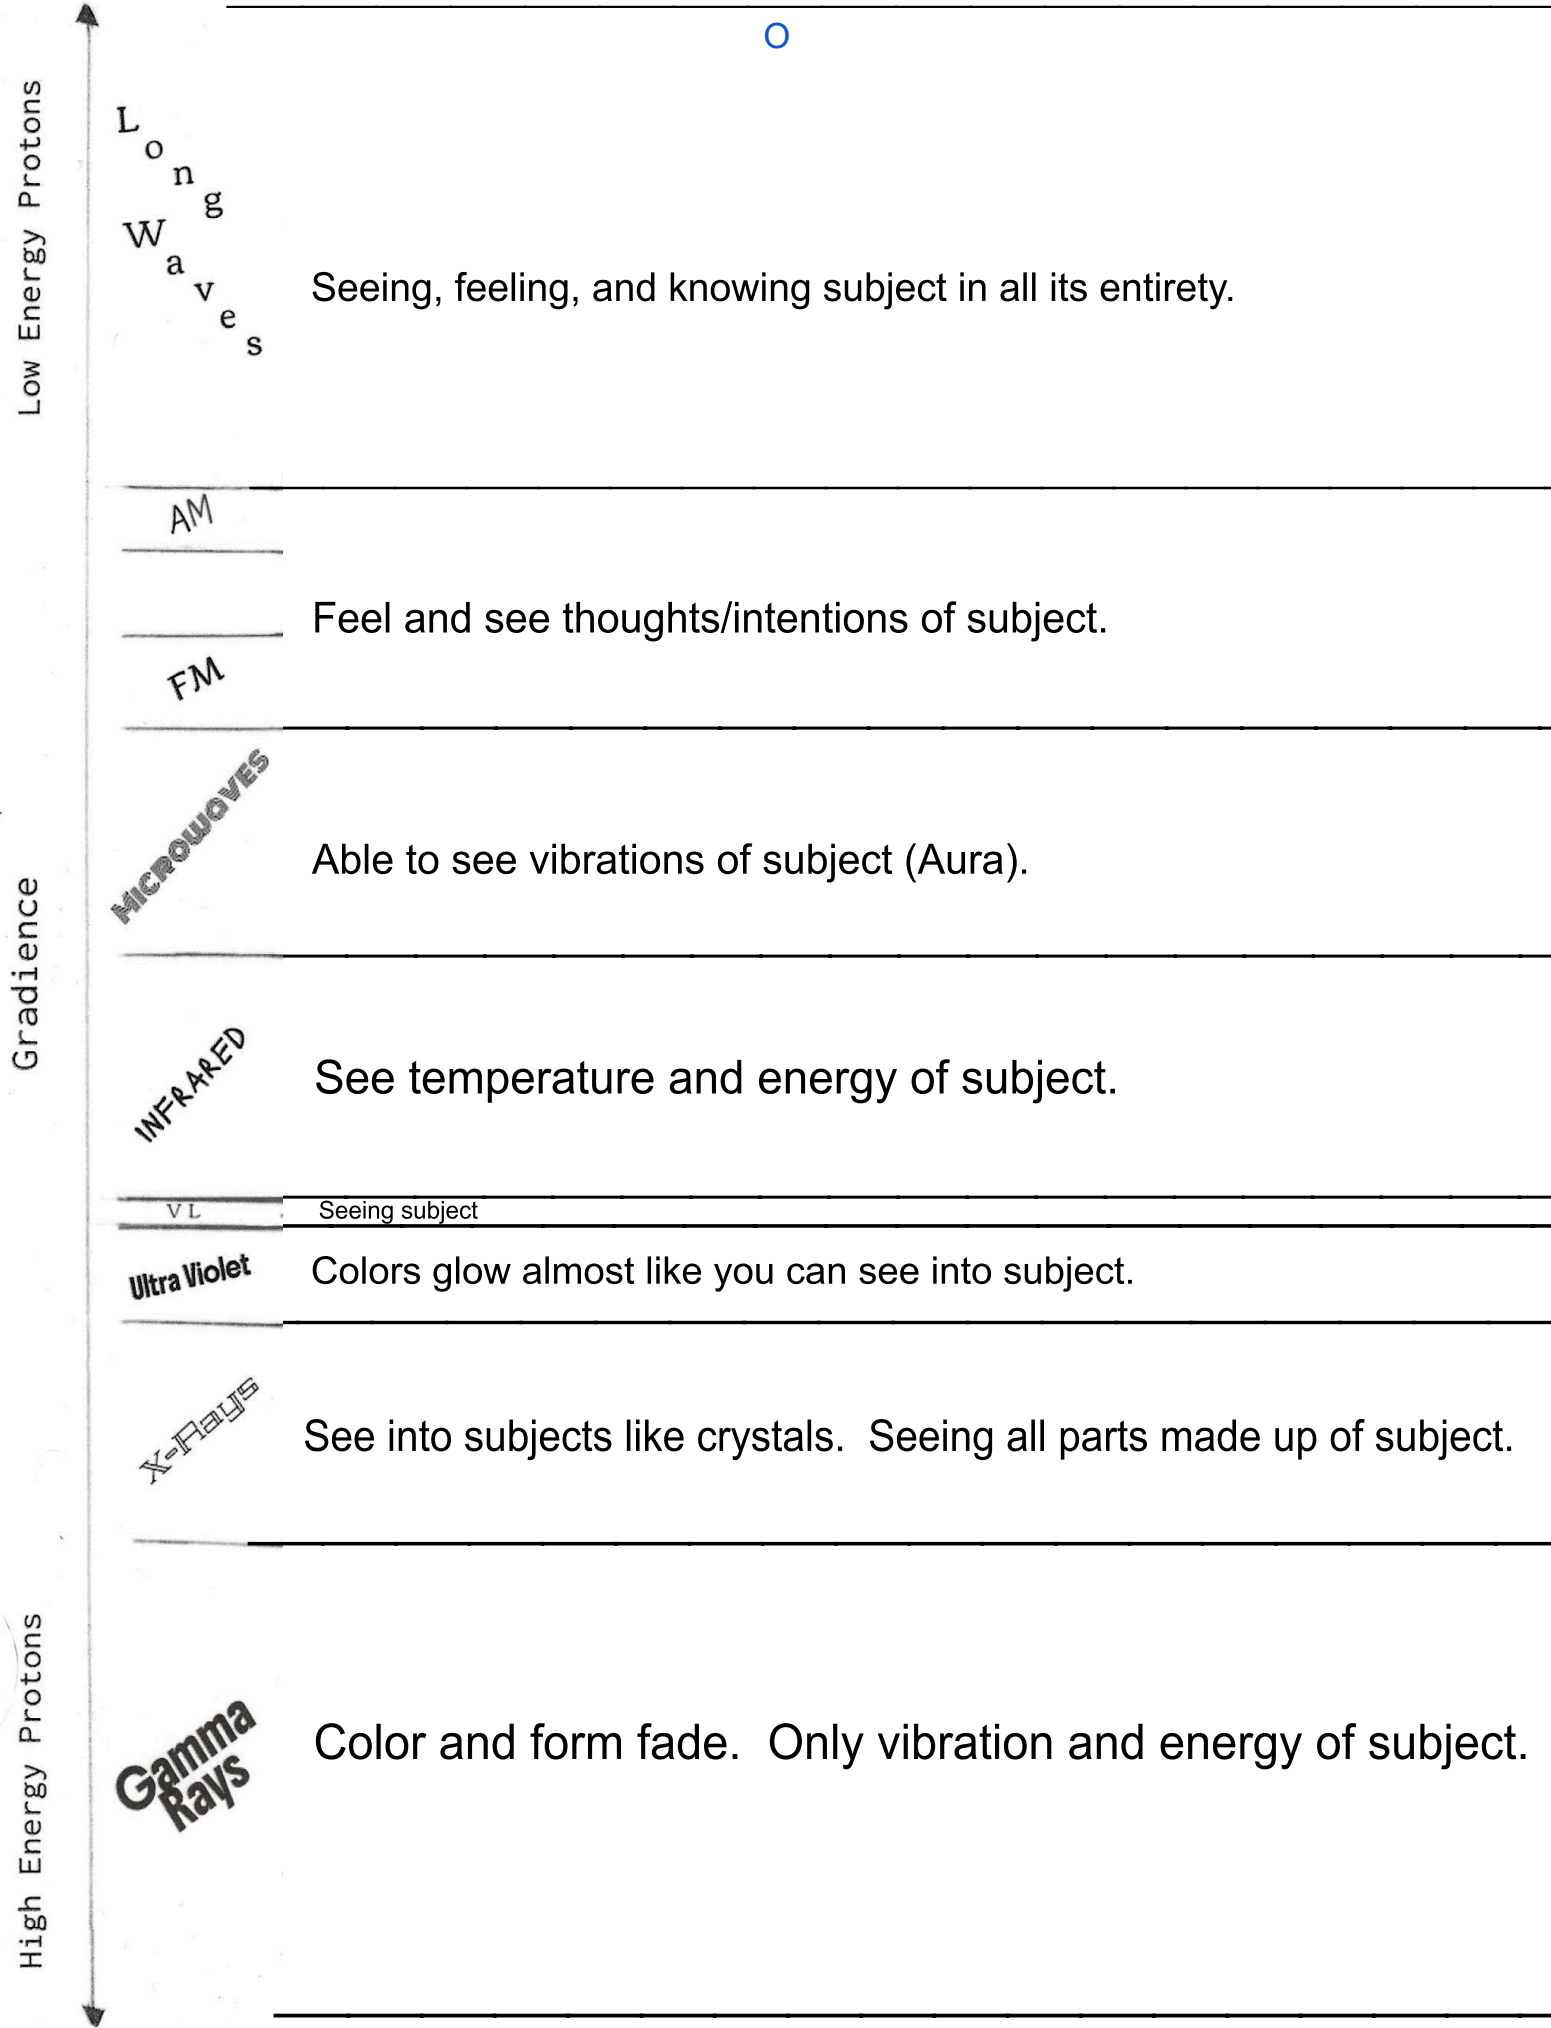 O
Low Energy Protons
Long
Waves
Seeing, feeling, and knowing subject in all its entirety.
AM
Feel and see thoughts/intentions of subject.
FM
MICROWAVES
Able to see vibrations of subject (Aura).
Gradience
INFRARED
See temperature and energy of subject.
VL
Seeing subject
Ultra Violet
Colors glow almost like you can see into subject.
X-Rays
See into subjects like crystals.  Seeing all parts made up of subject.
High Energy Protons
Gamma
Rays
Color and form fade.  Only vibration and energy of subject.